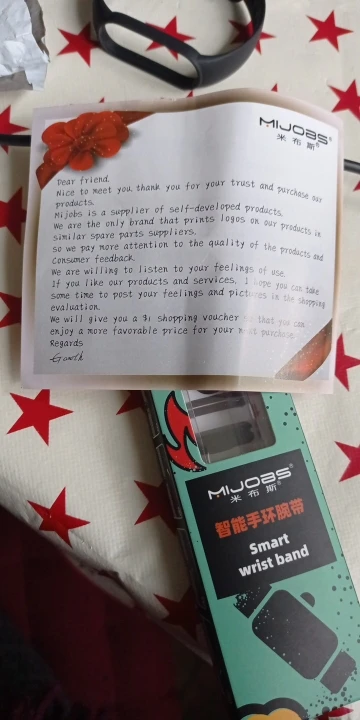 MIJOBS
米布斯
Dear friend.
Nice to meet you.thank you for your trust and purchase our
products.
Mijobs is a supplier of self-developed products.
We are the only brand that prints logos on our products in
similar spare parts suppliers.
so we pay more attention to the quality of the products and
consumer feedback.
We are willing to listen to your feelings of use.
If you like our products and services. I hope you can take
some time to post your feelings and pictures in the shopping
evaluation.
We will give you a $1 shopping voucher so that you can
enjoy a more favorable price for your next purchase.
Regards
MIJOBS
米布斯
智能手环腕带
Smart
wrist band